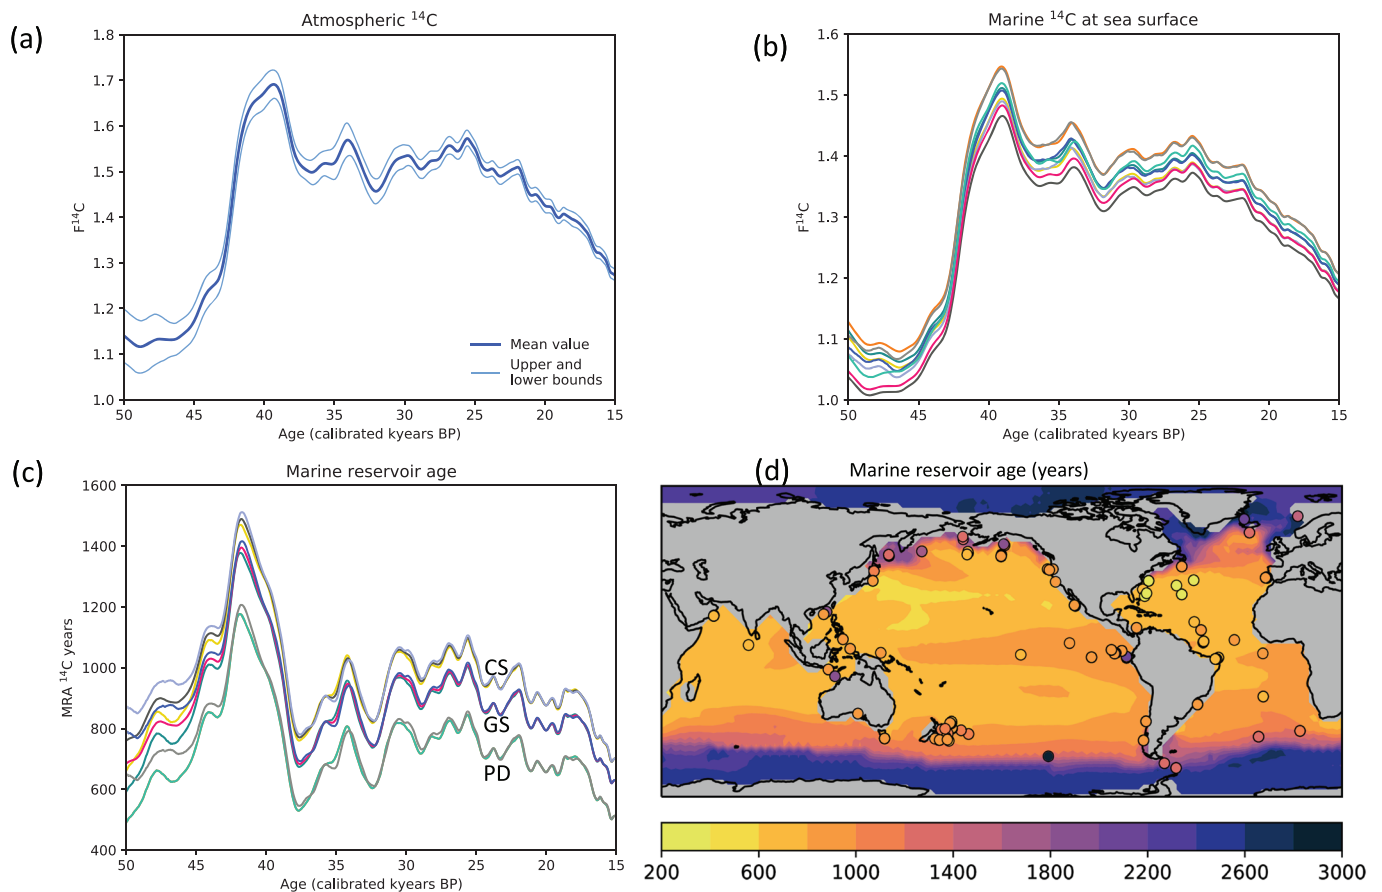 (a)
Atmospheric ¹⁴C
F¹⁴C
1.8
1.7
1.6
1.5
1.4
1.3
1.2
1.1
1.0
Mean value
Upper and
lower bounds
50 45 40 35 30 25 20 15
Age (calibrated kyears BP)
(b)
Marine ¹⁴C at sea surface
F¹⁴C
1.6
1.5
1.4
1.3
1.2
1.1
1.0
50 45 40 35 30 25 20 15
Age (calibrated kyears BP)
(c)
Marine reservoir age
MRA ¹⁴C years
1600
1400
1200
1000
800
600
400
CS
GS
PD
50 45 40 35 30 25 20 15
Age (calibrated kyears BP)
(d)
Marine reservoir age (years)
200 600 1000 1400 1800 2200 2600 3000